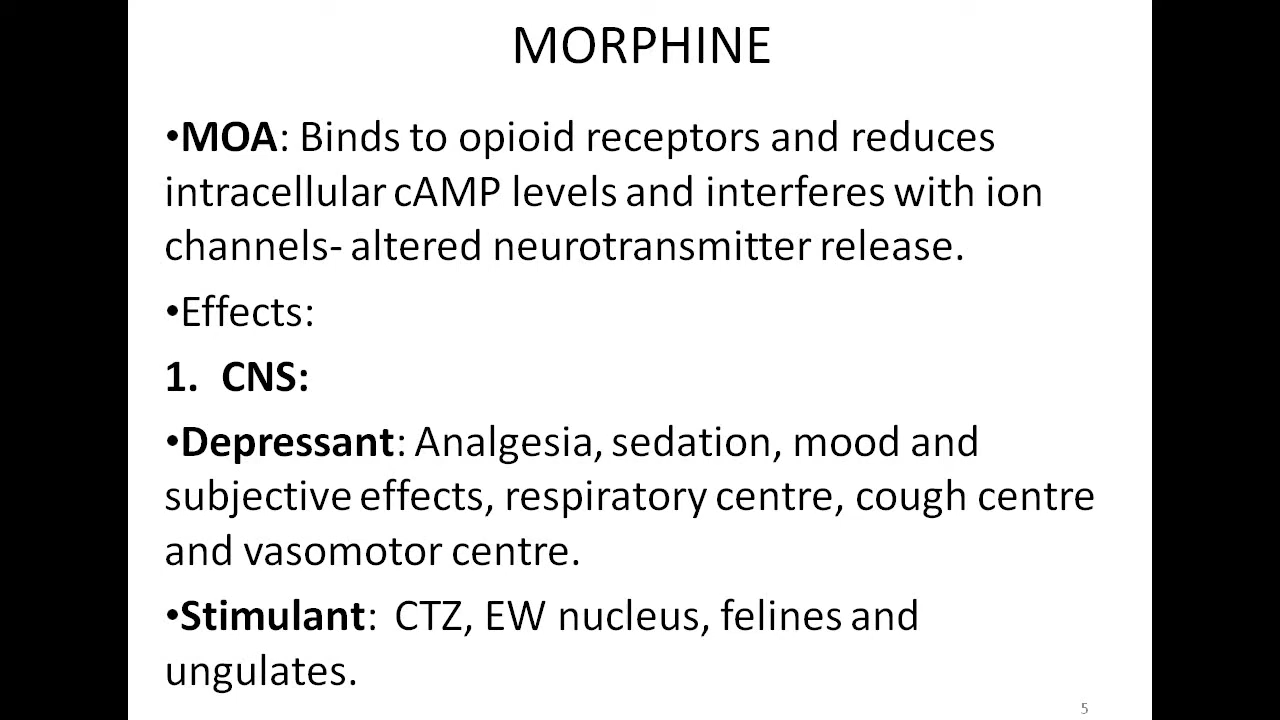 MORPHINE
•MOA: Binds to opioid receptors and reduces
intracellular cAMP levels and interferes with ion
channels- altered neurotransmitter release.
•Effects:
1. CNS:
•Depressant: Analgesia, sedation, mood and
subjective effects, respiratory centre, cough centre
and vasomotor centre.
•Stimulant: CTZ, EW nucleus, felines and
ungulates.
5